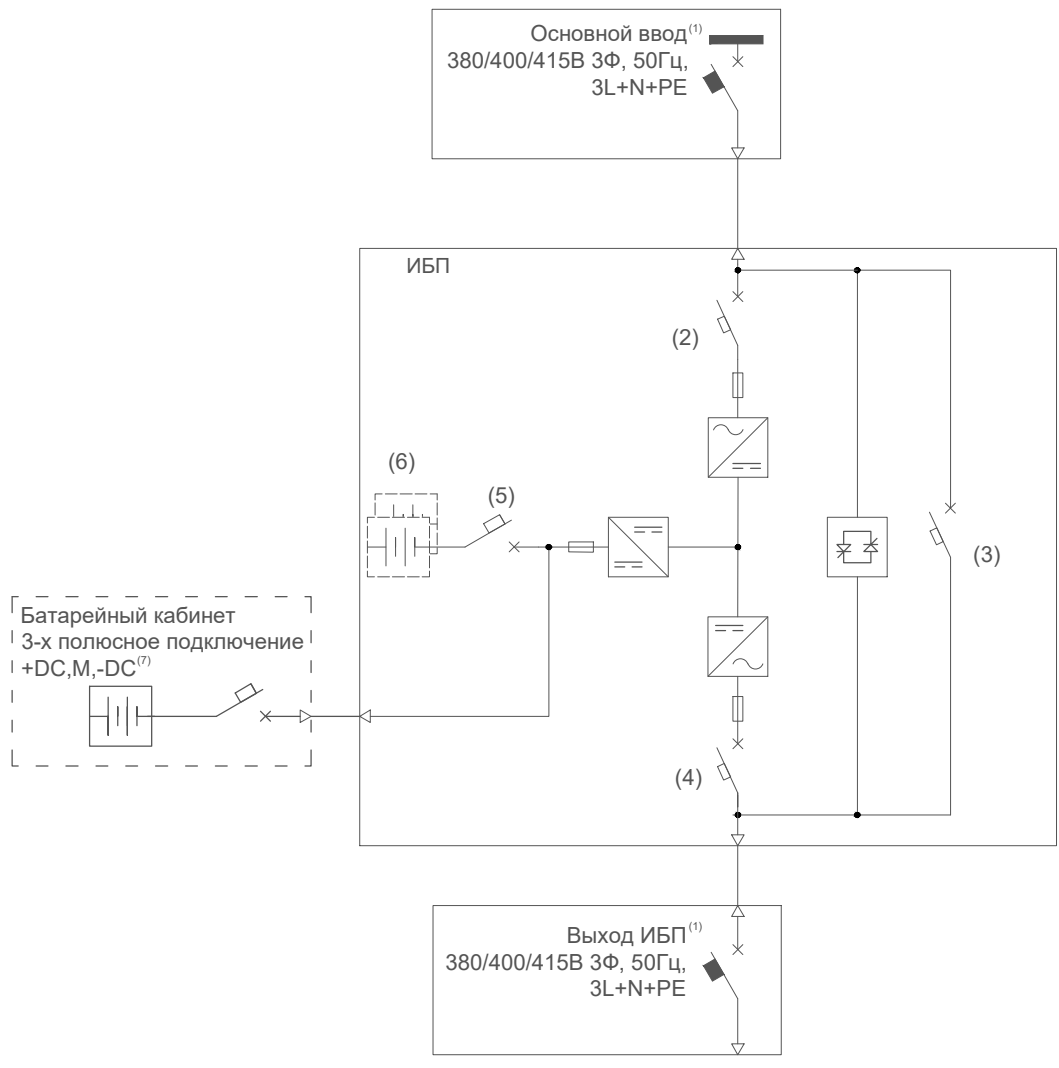 Основной ввод(1)
380/400/415В 3Ф, 50Гц,
3L+N+PE
ИБП
(2)
(6)
(5)
(3)
Батарейный кабинет
3-х полюсное подключение
+DC,M,-DC(7)
(4)
Выход ИБП(1)
380/400/415В 3Ф, 50Гц,
3L+N+PE